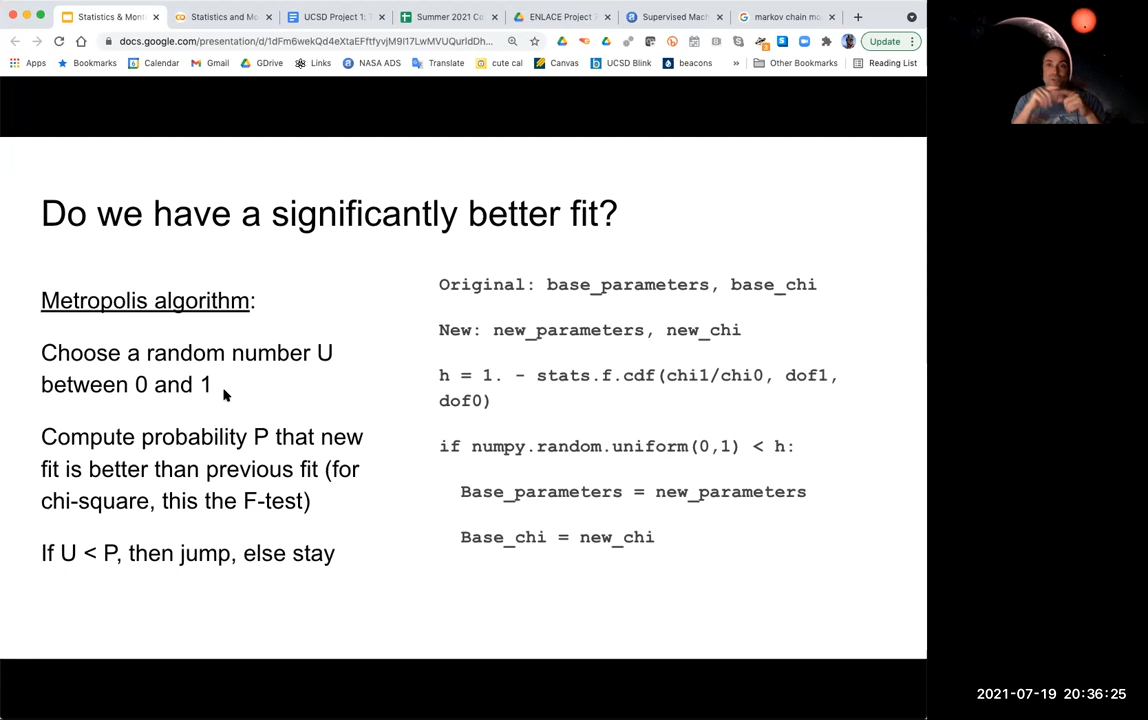 Statistics & Mont
Statistics and Mo
UCSD Project 1: T
Summer 2021 Co
ENLACE Project 7
Supervised Mach
markov chain mo
docs.google.com/presentation/d/1dFm6wekQd4eXtaEFftfyvjM9I17LwMVUQurldDh...
Update
Apps
Bookmarks
Calendar
Gmail
GDrive
Links
NASA ADS
Translate
cute cal
Canvas
UCSD Blink
beacons
»
Other Bookmarks
Reading List
Do we have a significantly better fit?
Metropolis algorithm:
Choose a random number U
between 0 and 1
Compute probability P that new
fit is better than previous fit (for
chi-square, this the F-test)
If U < P, then jump, else stay
Original: base_parameters, base_chi
New: new_parameters, new_chi
h = 1. - stats.f.cdf(chi1/chi0, dof1,
dof0)
if numpy.random.uniform(0,1) < h:
Base_parameters = new_parameters
Base_chi = new_chi
2021-07-19 20:36:25